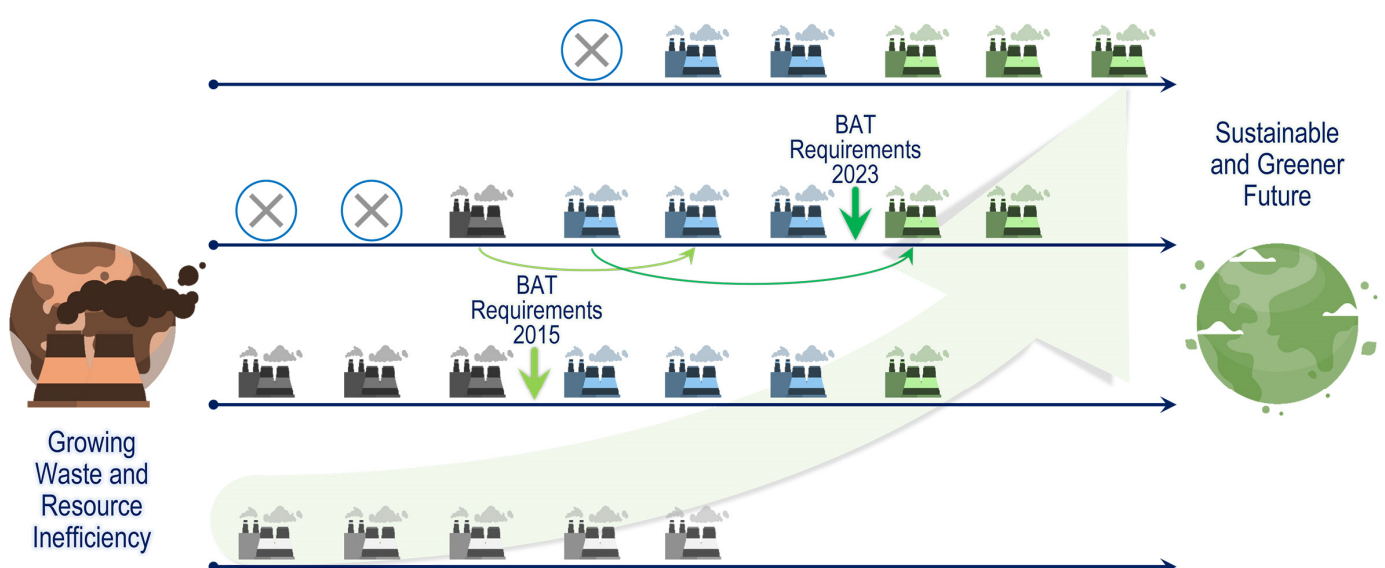 BAT
Requirements
2023
Sustainable
and Greener
Future
BAT
Requirements
2015
Growing
Waste and
Resource
Inefficiency